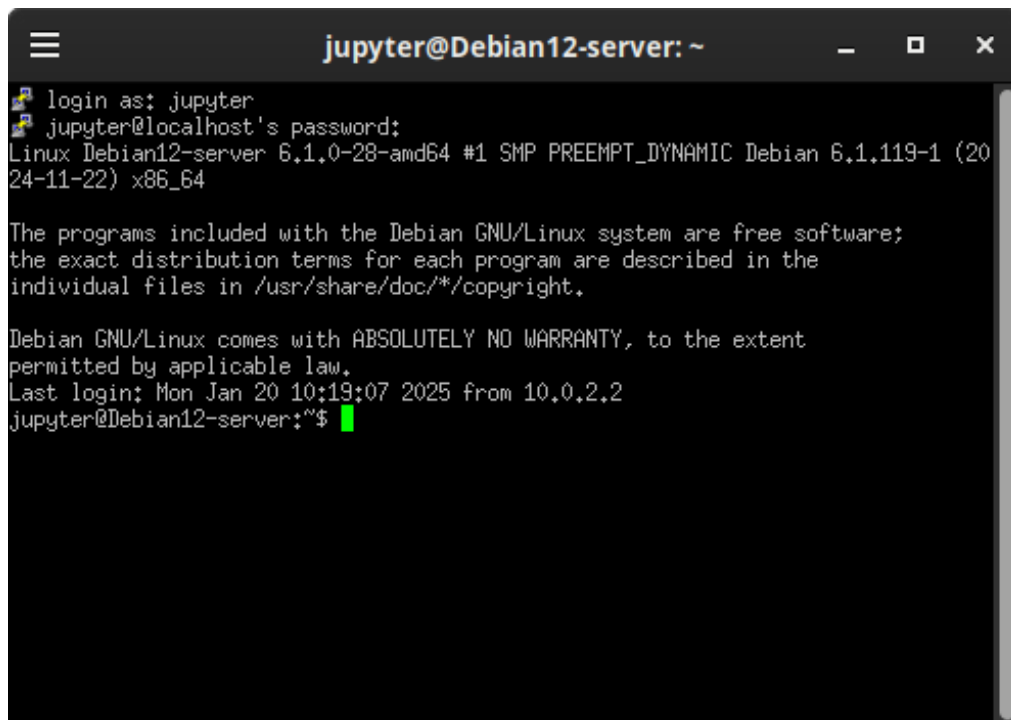 jupyter@Debian12-server: ~
login as: jupyter
jupyter@localhost's password:
Linux Debian12-server 6.1.0-28-amd64 #1 SMP PREEMPT_DYNAMIC Debian 6.1.119-1 (20
24-11-22) x86_64
The programs included with the Debian GNU/Linux system are free software;
the exact distribution terms for each program are described in the
individual files in /usr/share/doc/*/copyright.
Debian GNU/Linux comes with ABSOLUTELY NO WARRANTY, to the extent
permitted by applicable law.
Last login: Mon Jan 20 10:19:07 2025 from 10.0.2.2
jupyter@Debian12-server:~$